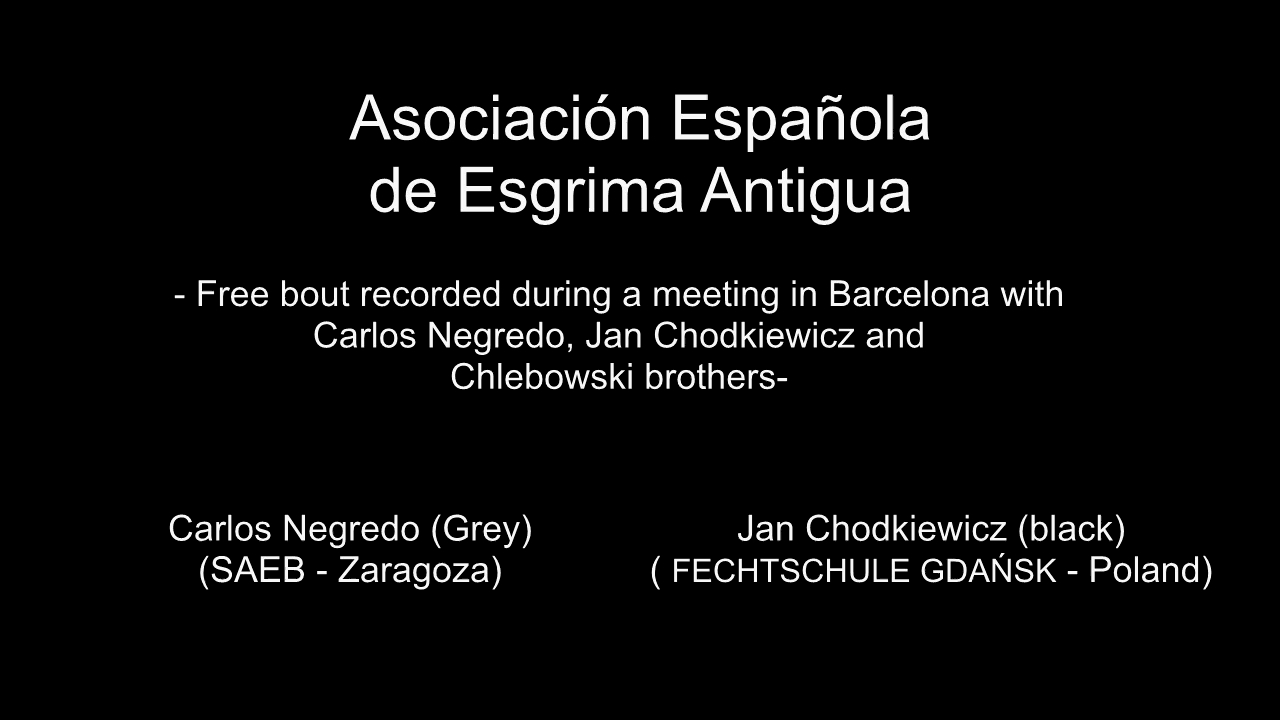 Asociación Española
de Esgrima Antigua
- Free bout recorded during a meeting in Barcelona with
Carlos Negredo, Jan Chodkiewicz and
Chlebowski brothers-
Carlos Negredo (Grey)
(SAEB - Zaragoza)
Jan Chodkiewicz (black)
( FECHTSCHULE GDAŃSK - Poland)